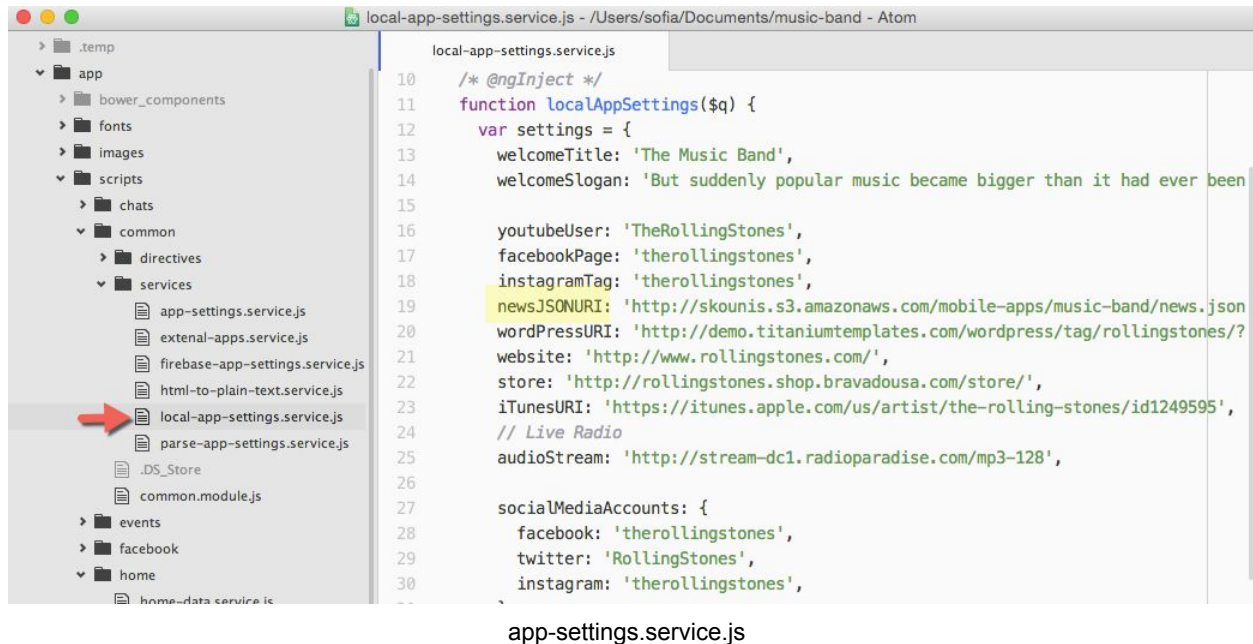 local-app-settings.service.js - /Users/sofia/Documents/music-band - Atom
.temp
app
bower_components
fonts
images
scripts
chats
common
directives
services
app-settings.service.js
extenal-apps.service.js
firebase-app-settings.service.js
html-to-plain-text.service.js
local-app-settings.service.js
parse-app-settings.service.js
.DS_Store
common.module.js
events
facebook
home
home-data.service.js
local-app-settings.service.js
10 /* @ngInject */
11 function localAppSettings($q) {
12 var settings = {
13 welcomeTitle: 'The Music Band',
14 welcomeSlogan: 'But suddenly popular music became bigger than it had ever been
15
16 youtubeUser: 'TheRollingStones',
17 facebookPage: 'therollingstones',
18 instagramTag: 'therollingstones',
19 newsJSONURI: 'http://skounis.s3.amazonaws.com/mobile-apps/music-band/news.json
20 wordPressURI: 'http://demo.titaniumtemplates.com/wordpress/tag/rollingstones/?
21 website: 'http://www.rollingstones.com/',
22 store: 'http://rollingstones.shop.bravadousa.com/store/',
23 iTunesURI: 'https://itunes.apple.com/us/artist/the-rolling-stones/id1249595',
24 // Live Radio
25 audioStream: 'http://stream-dc1.radioparadise.com/mp3-128',
26
27 socialMediaAccounts: {
28 facebook: 'therollingstones',
29 twitter: 'RollingStones',
30 instagram: 'therollingstones',
app-settings.service.js